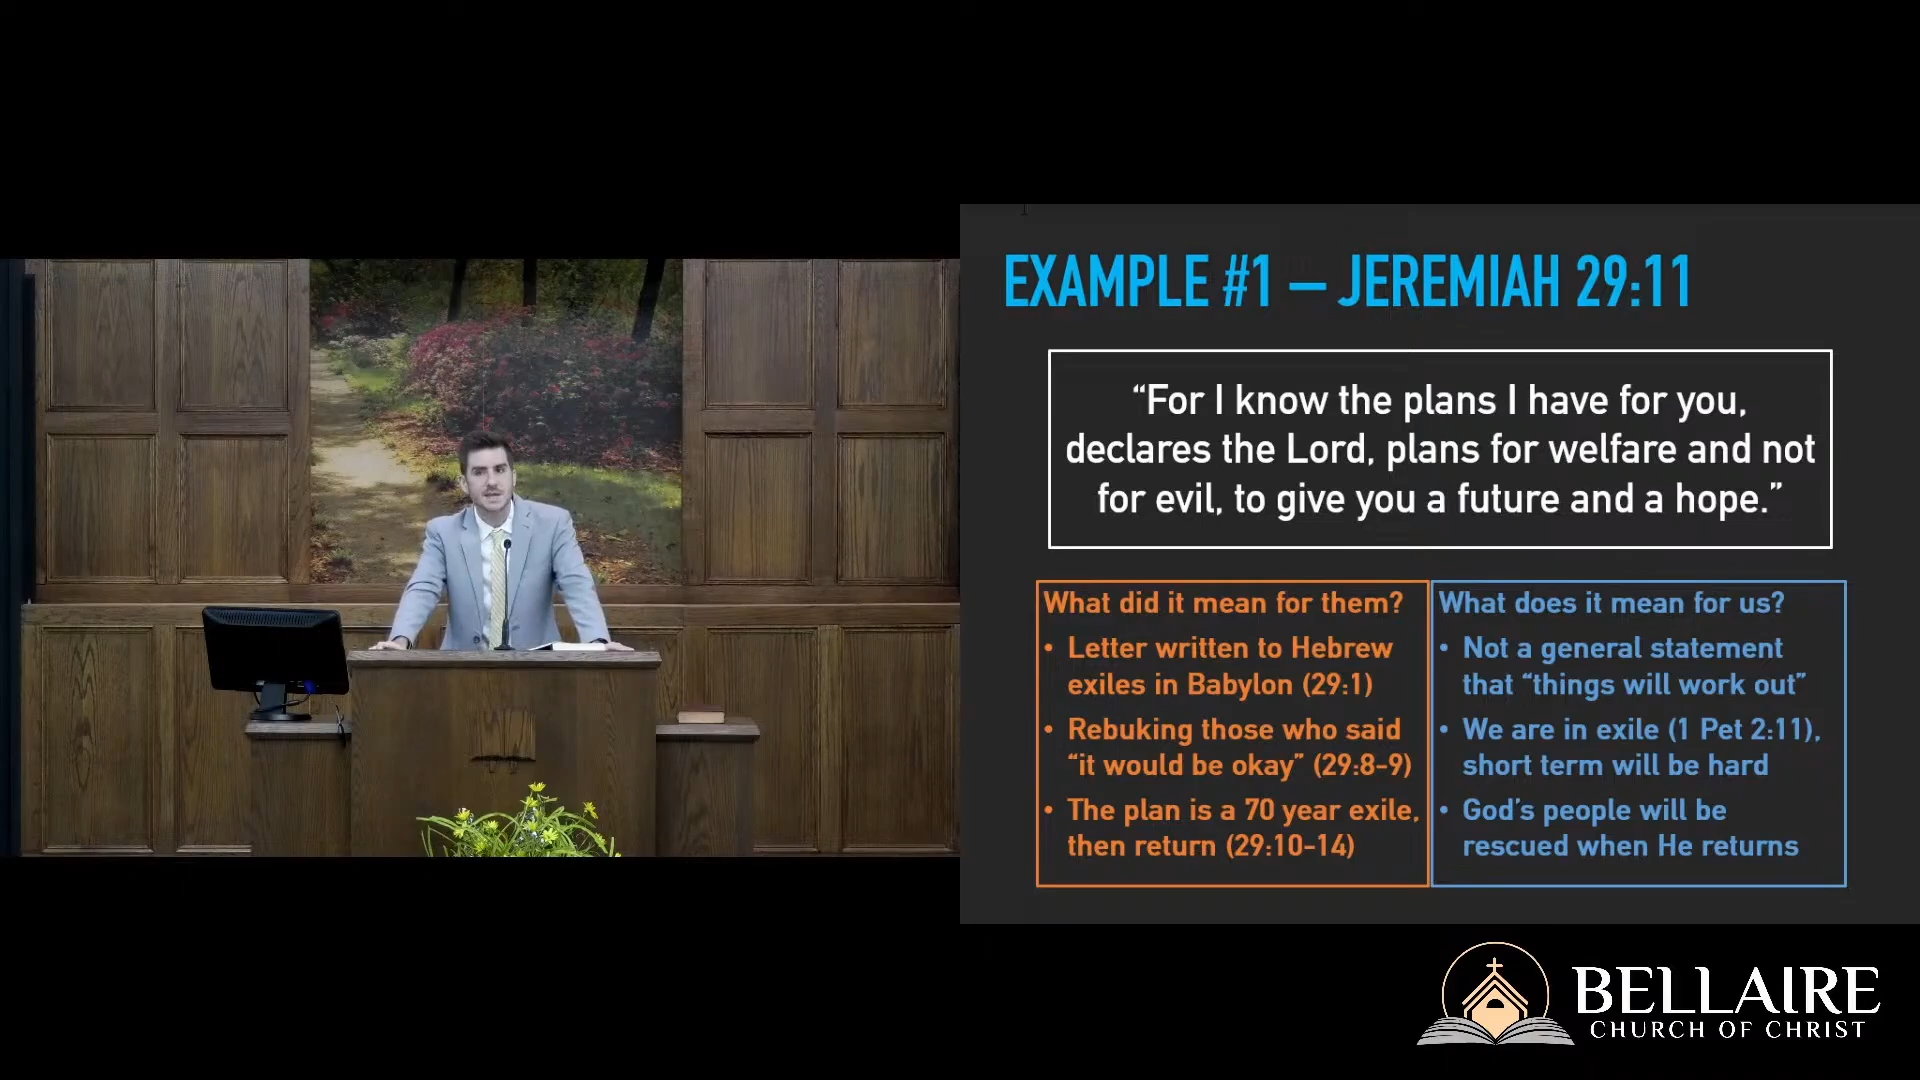 EXAMPLE #1 – JEREMIAH 29:11
“For I know the plans I have for you,
declares the Lord, plans for welfare and not
for evil, to give you a future and a hope.”
What did it mean for them?
• Letter written to Hebrew
exiles in Babylon (29:1)
• Rebuking those who said
“it would be okay” (29:8-9)
• The plan is a 70 year exile,
then return (29:10-14)
What does it mean for us?
• Not a general statement
that “things will work out”
• We are in exile (1 Pet 2:11),
short term will be hard
• God’s people will be
rescued when He returns
BELLAIRE
CHURCH OF CHRIST